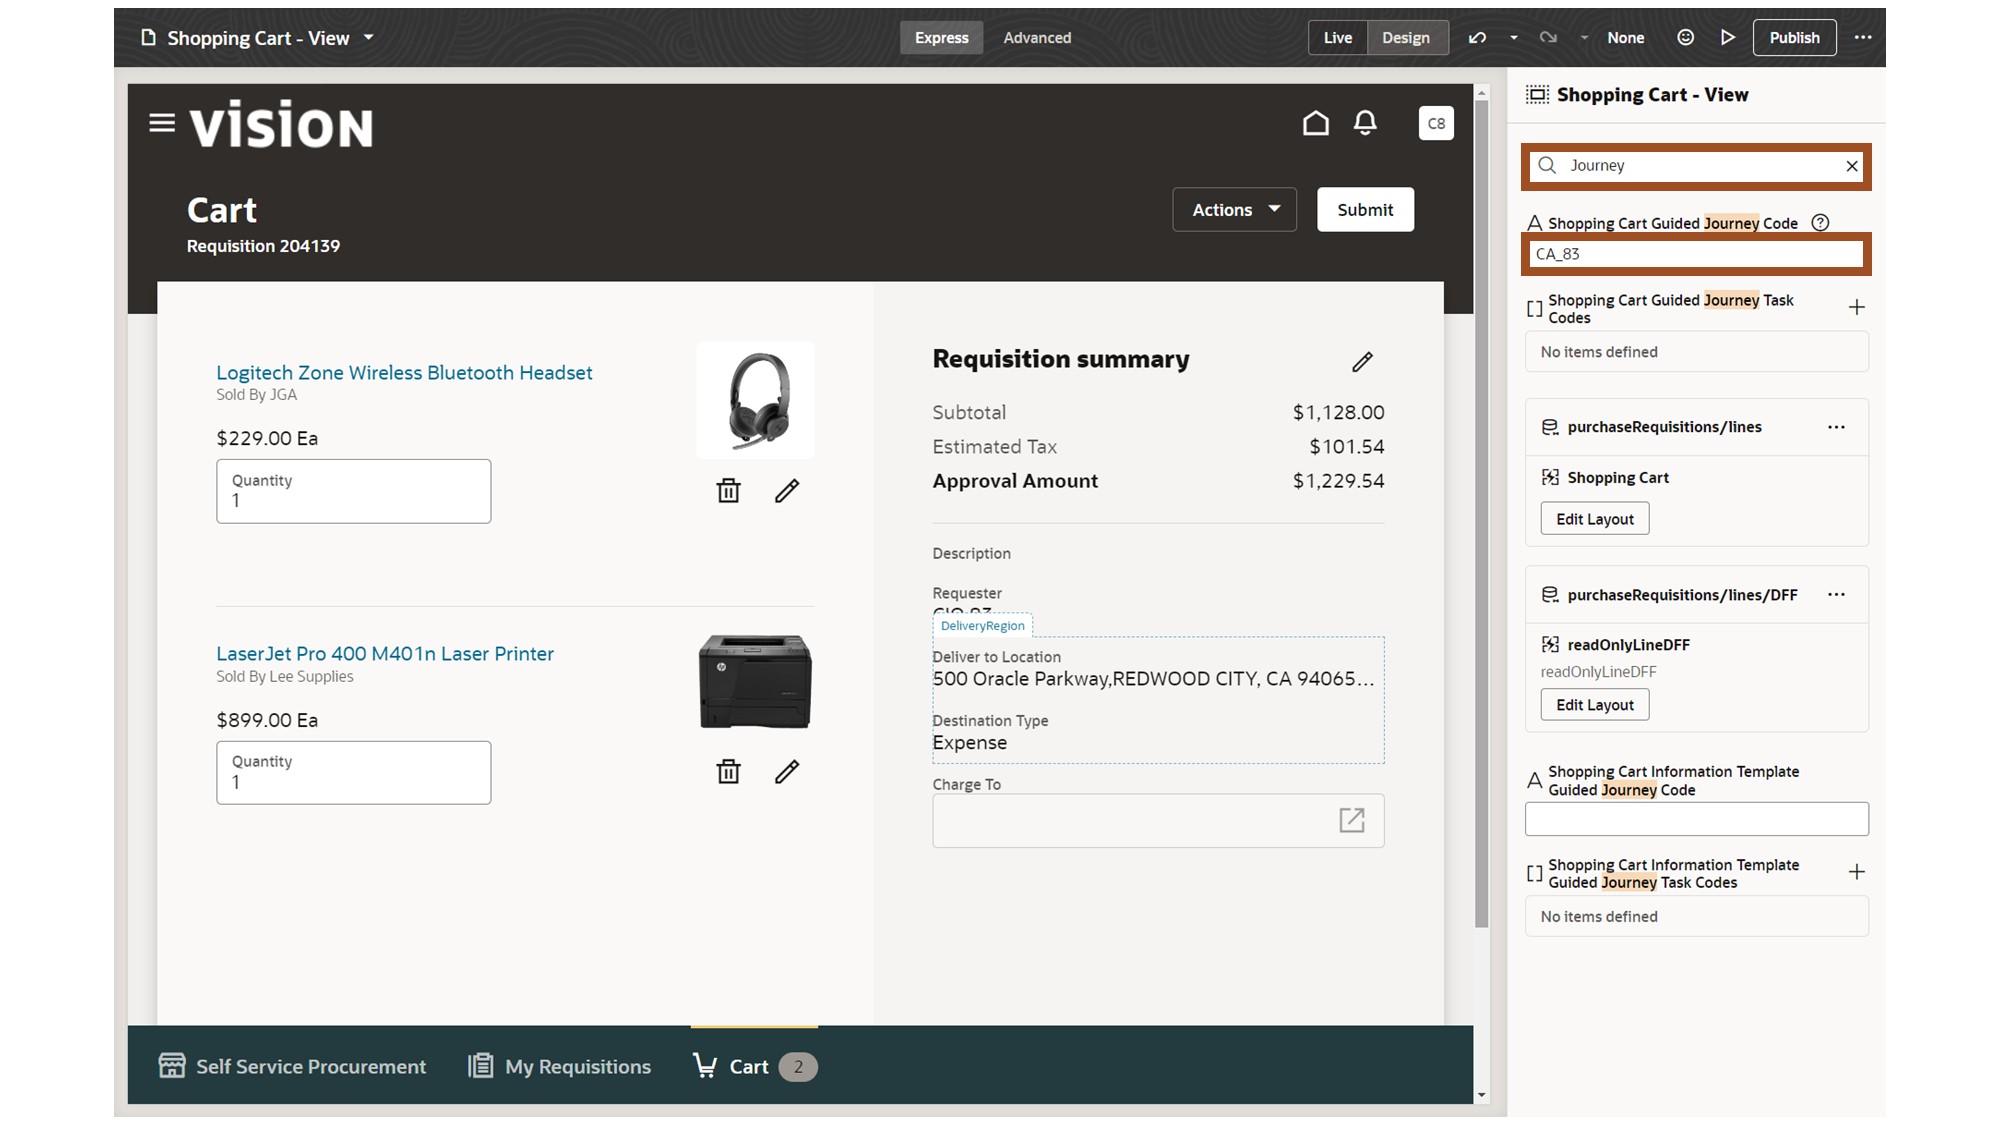 Shopping Cart - View
Express
Advanced
Live
Design
None
Publish
vision
C8
Cart
Requisition 204139
Actions
Submit
Logitech Zone Wireless Bluetooth Headset
Sold By JGA
$229.00 Ea
Quantity
1
LaserJet Pro 400 M401n Laser Printer
Sold By Lee Supplies
$899.00 Ea
Quantity
1
Requisition summary
Subtotal $1,128.00
Estimated Tax $101.54
Approval Amount $1,229.54
Description
Requester
DeliveryRegion
Deliver to Location
500 Oracle Parkway,REDWOOD CITY, CA 94065...
Destination Type
Expense
Charge To
Self Service Procurement
My Requisitions
Cart 2
Shopping Cart - View
Journey
Shopping Cart Guided Journey Code
CA_83
Shopping Cart Guided Journey Task
Codes
No items defined
purchaseRequisitions/lines
Shopping Cart
Edit Layout
purchaseRequisitions/lines/DFF
readOnlyLineDFF
readOnlyLineDFF
Edit Layout
Shopping Cart Information Template
Guided Journey Code
Shopping Cart Information Template
Guided Journey Task Codes
No items defined